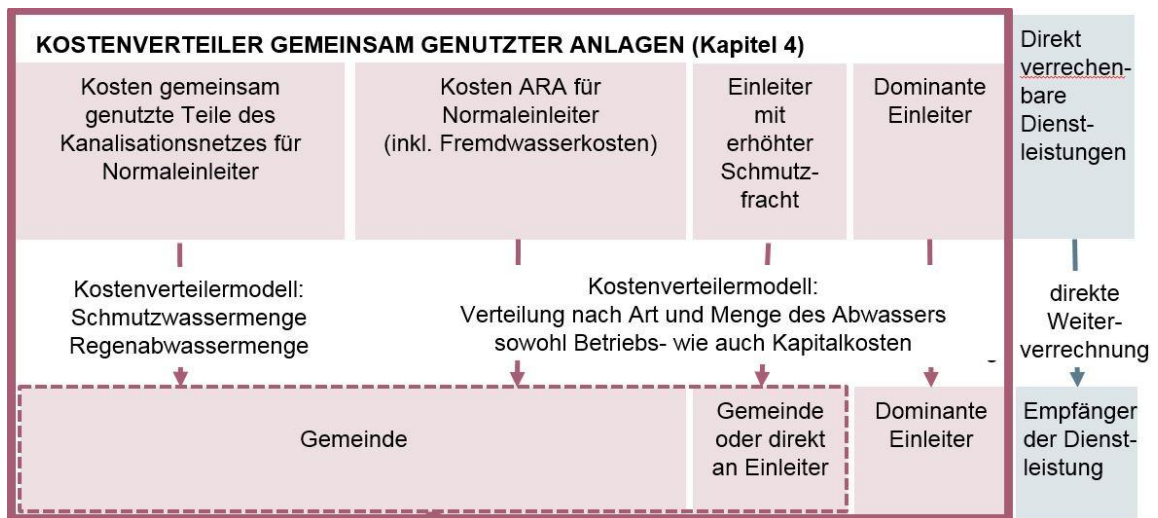 KOSTENVERTEILER GEMEINSAM GENUTZTER ANLAGEN (Kapitel 4)
Kosten gemeinsam
genutzte Teile des
Kanalisationsnetzes für
Normaleinleiter
Kosten ARA für
Normaleinleiter
(inkl. Fremdwasserkosten)
Einleiter
mit
erhöhter
Schmutz-
fracht
Dominante
Einleiter
Direkt
verrechen-
bare
Dienst-
leistungen
Kostenverteilermodell:
Schmutzwassermenge
Regenabwassermenge
Kostenverteilermodell:
Verteilung nach Art und Menge des Abwassers
sowohl Betriebs- wie auch Kapitalkosten
direkte
Weiter-
verrechnung
Gemeinde
Gemeinde
oder direkt
an Einleiter
Dominante
Einleiter
Empfänger
der Dienst-
leistung